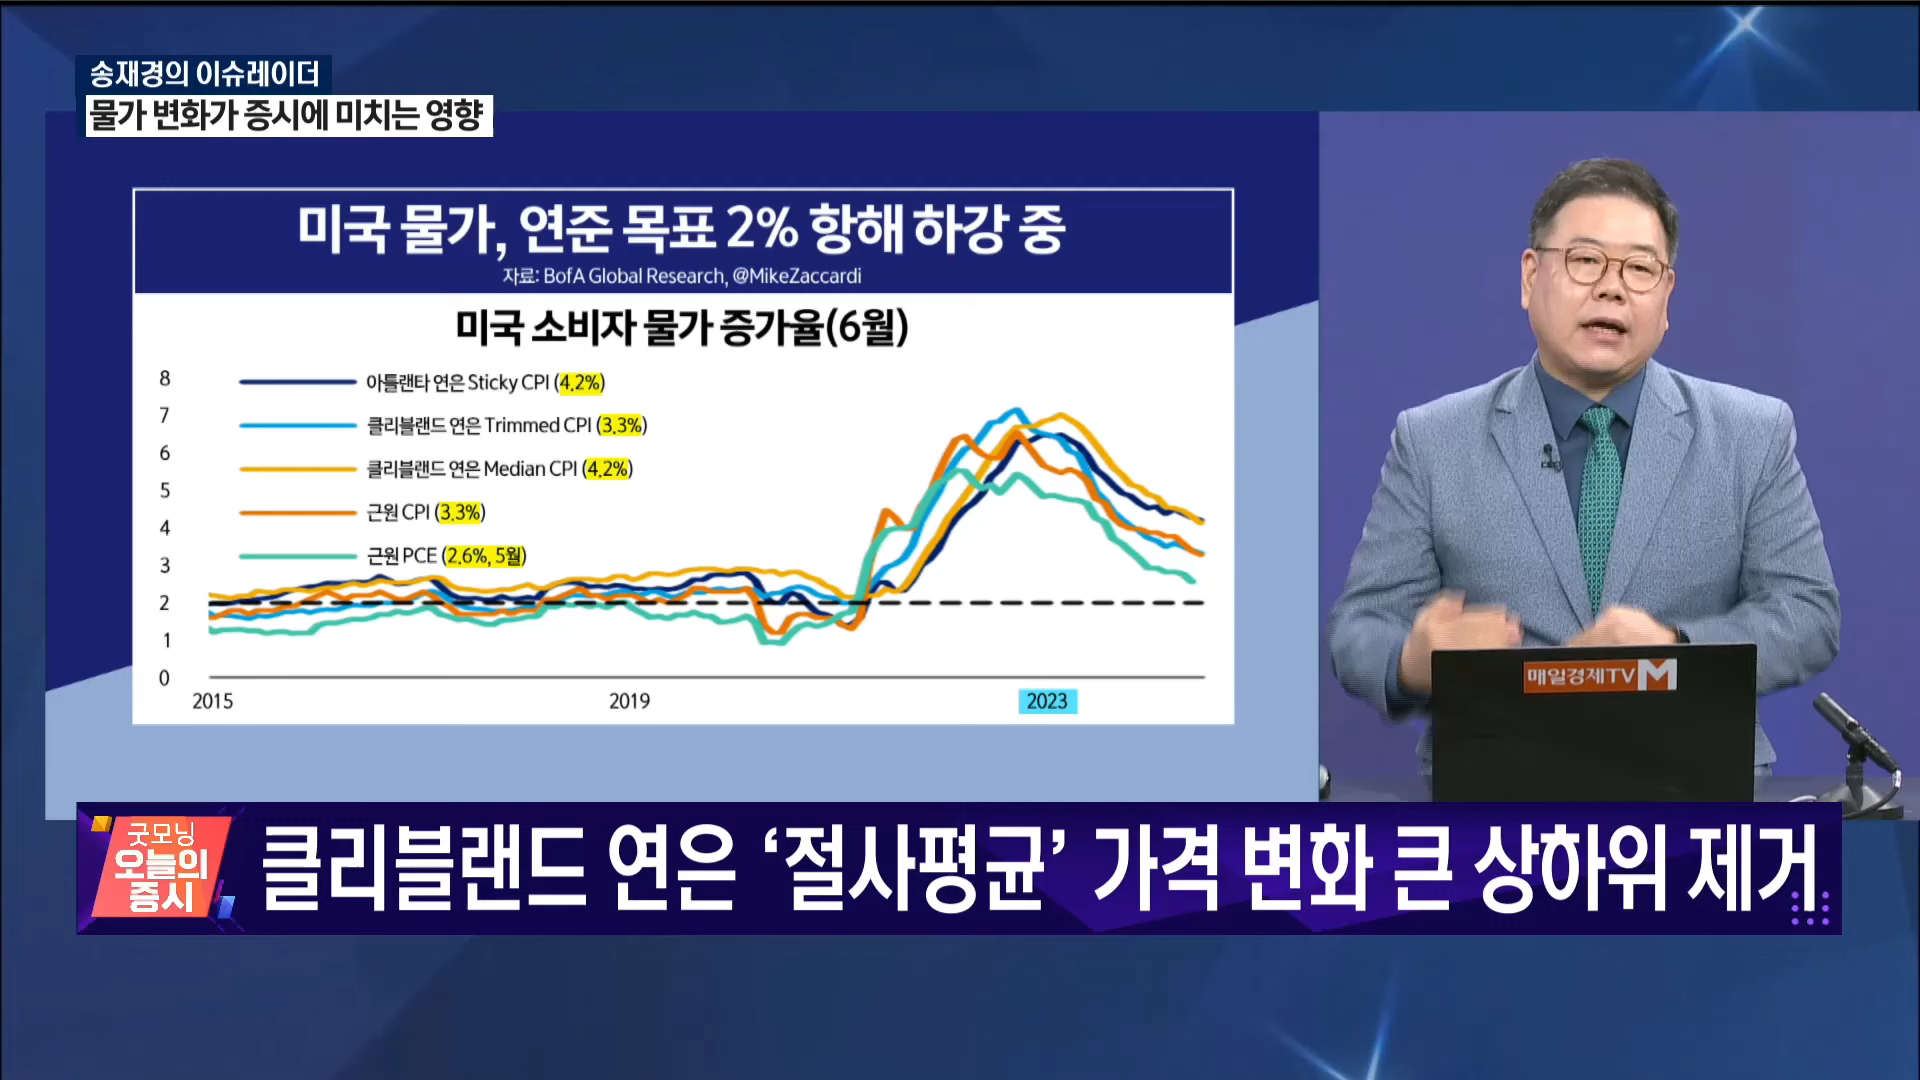 송재경의 이슈레이더
물가 변화가 증시에 미치는 영향
미국 물가, 연준 목표 2% 항해 하강 중
자료: BofA Global Research, @MikeZaccardi
미국 소비자 물가 증가율(6월)
8
7
6
5
4
3
2
1
0
아틀랜타 연은 Sticky CPI (4.2%)
클리블랜드 연은 Trimmed CPI (3.3%)
클리블랜드 연은 Median CPI (4.2%)
근원 CPI (3.3%)
근원 PCE (2.6%, 5월)
2015
2019
2023
매일경제TV M
굿모닝
오늘의
증시
클리블랜드 연은 ‘절사평균’ 가격 변화 큰 상하위 제거